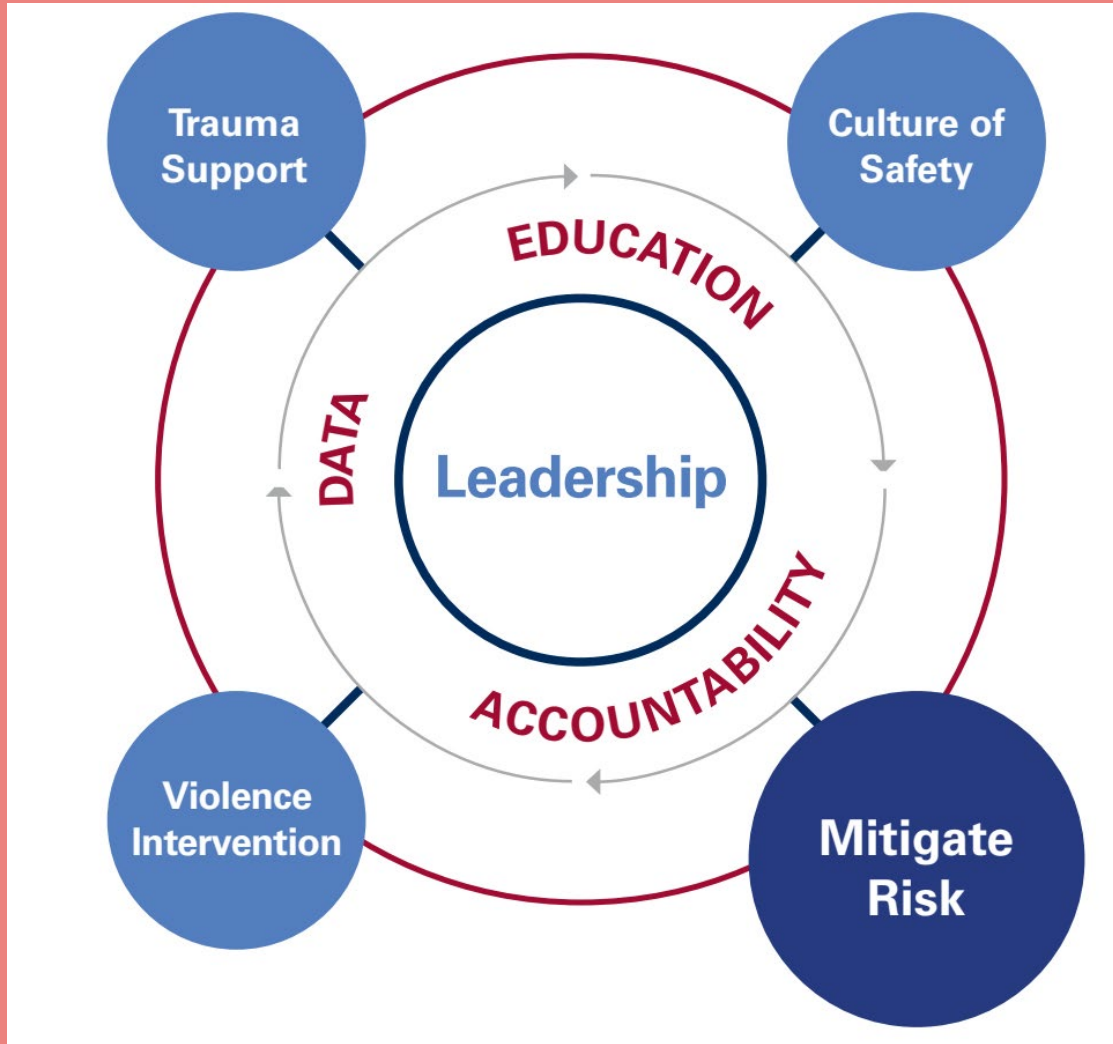 Trauma
Support
Culture of
Safety
EDUCATION
DATA
Leadership
ACCOUNTABILITY
Violence
Intervention
Mitigate
Risk